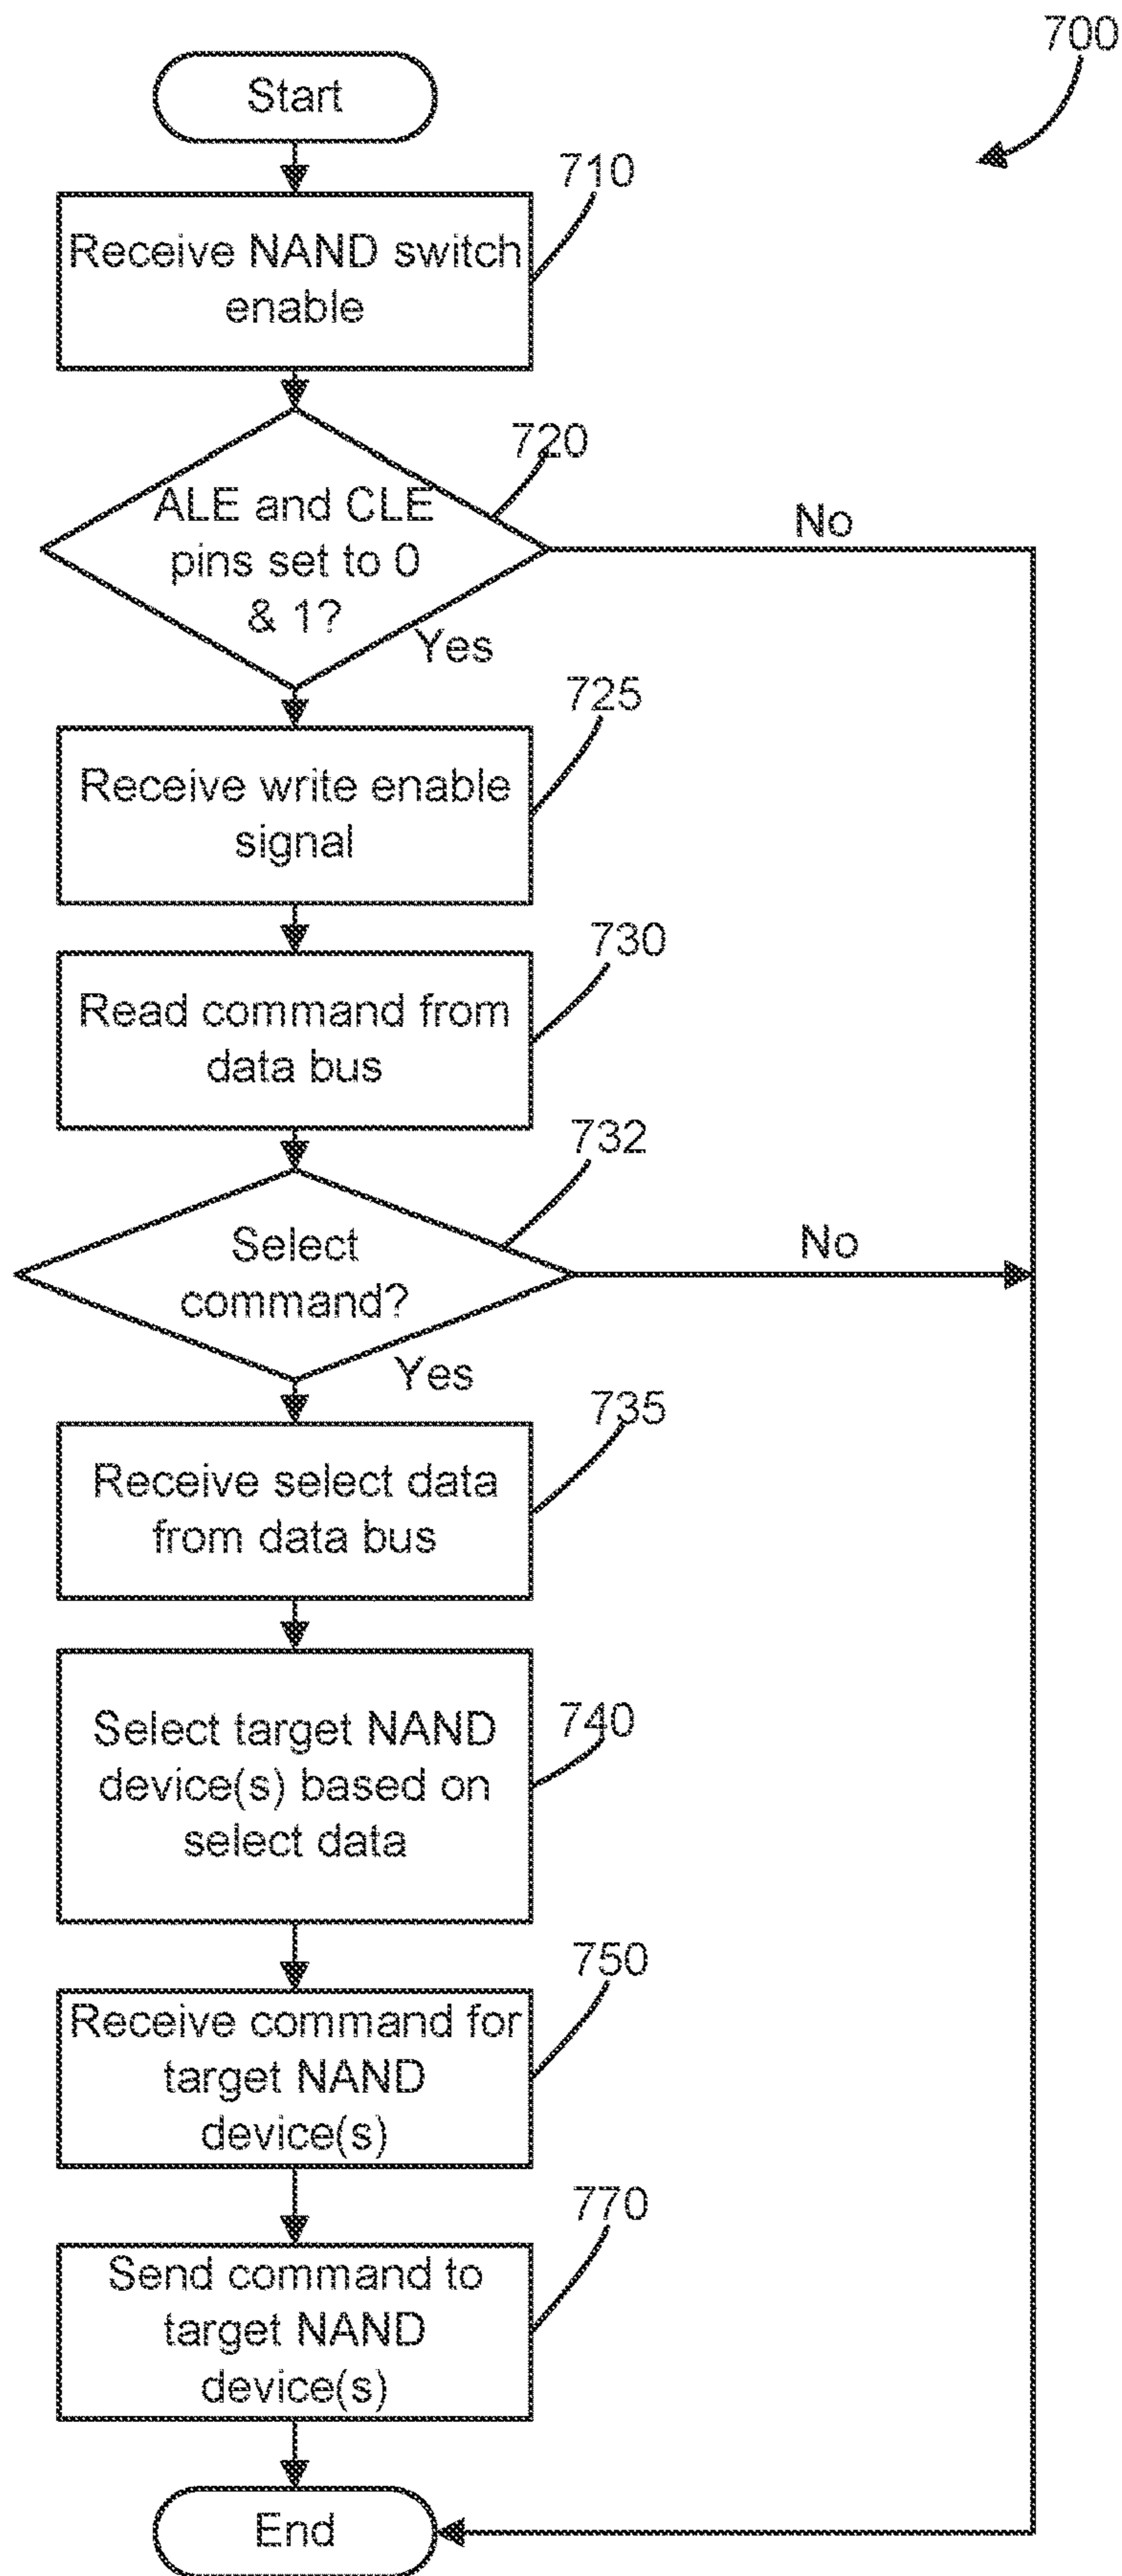 700
Start
710
Receive NAND switch
enable
720
ALE and CLE
pins set to 0
& 1?
No
Yes
725
Receive write enable
signal
730
Read command from
data bus
732
Select
command?
No
Yes
735
Receive select data
from data bus
740
Select target NAND
device(s) based on
select data
750
Receive command for
target NAND
device(s)
770
Send command to
target NAND
device(s)
End